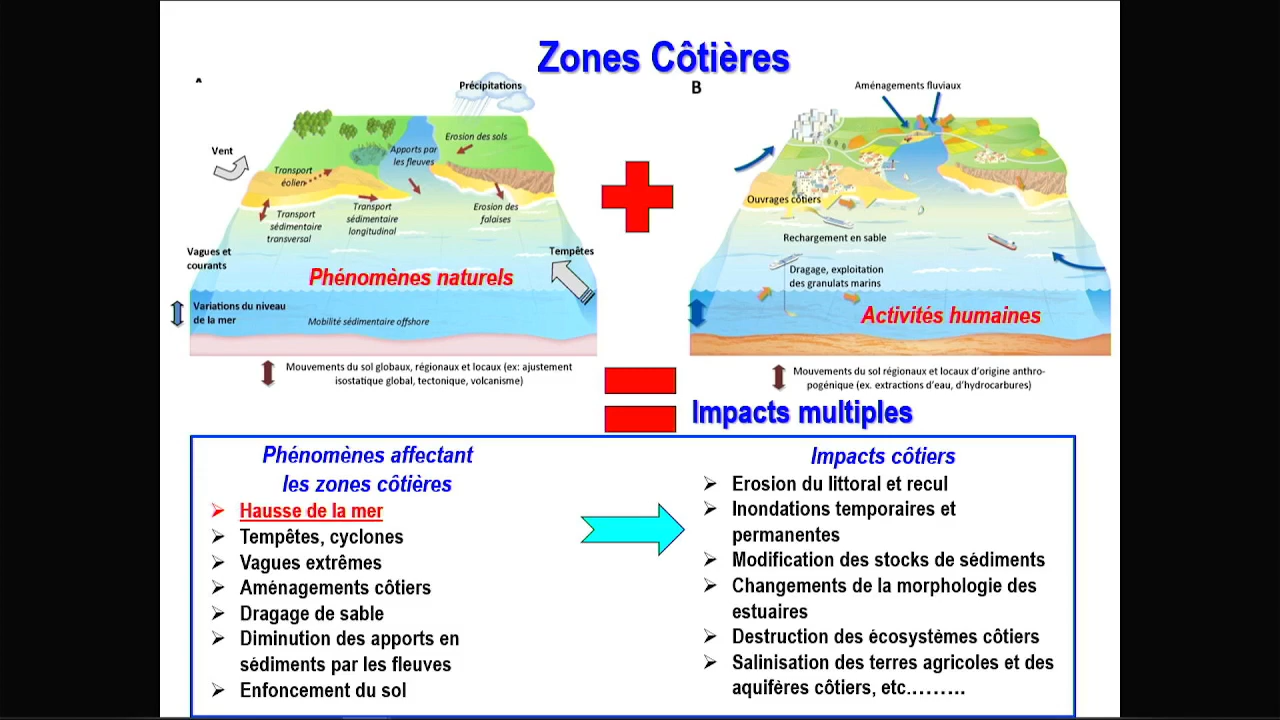 Zones Côtières
A
Précipitations
Erosion des sols
Vent
Apports par
les fleuves
Transport
éolien
Transport
sédimentaire
transversal
Transport
sédimentaire
longitudinal
Erosion des
falaises
Vagues et
courants
Tempêtes
Phénomènes naturels
Variations du niveau
de la mer
Mobilité sédimentaire offshore
Mouvements du sol globaux, régionaux et locaux (ex: ajustement
isostatique global, tectonique, volcanisme)
B
Aménagements fluviaux
Ouvrages côtiers
Rechargement en sable
Dragage, exploitation
des granulats marins
Activités humaines
Mouvements du sol régionaux et locaux d'origine anthro-
pogénique (ex. extractions d'eau, d'hydrocarbures)
Impacts multiples
Phénomènes affectant
les zones côtières
Hausse de la mer
Tempêtes, cyclones
Vagues extrêmes
Aménagements côtiers
Dragage de sable
Diminution des apports en
sédiments par les fleuves
Enfoncement du sol
Impacts côtiers
Erosion du littoral et recul
Inondations temporaires et
permanentes
Modification des stocks de sédiments
Changements de la morphologie des
estuaires
Destruction des écosystèmes côtiers
Salinisation des terres agricoles et des
aquifères côtiers, etc.……..